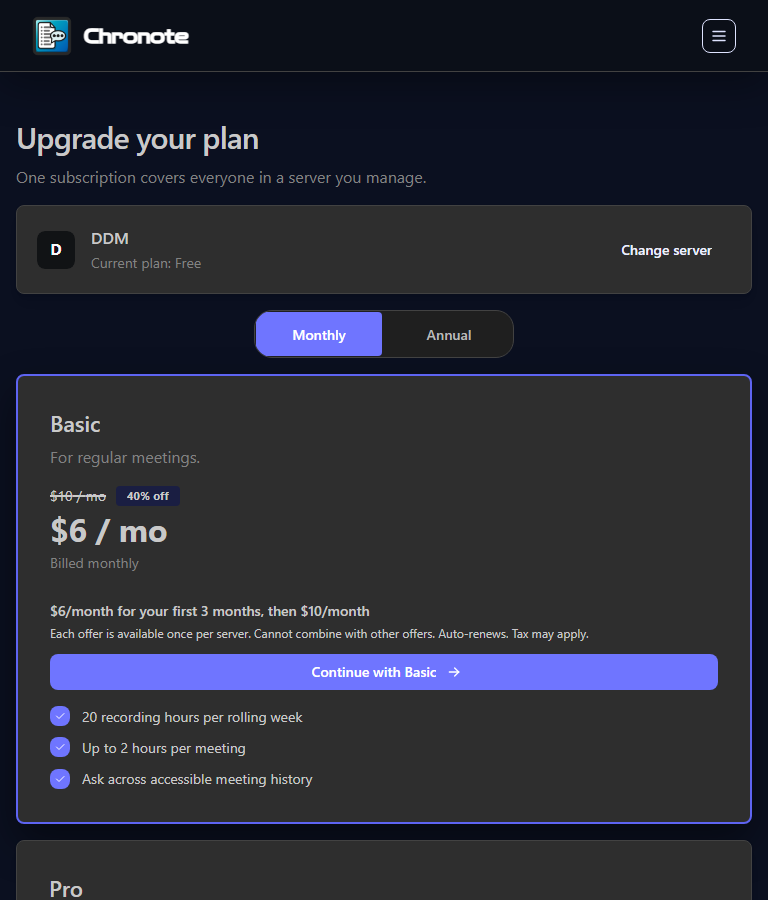 Chronote
Upgrade your plan
One subscription covers everyone in a server you manage.
D
DDM
Current plan: Free
Change server
Monthly
Annual
Basic
For regular meetings.
$10 / mo
40% off
$6 / mo
Billed monthly
$6/month for your first 3 months, then $10/month
Each offer is available once per server. Cannot combine with other offers. Auto-renews. Tax may apply.
Continue with Basic →
20 recording hours per rolling week
Up to 2 hours per meeting
Ask across accessible meeting history
Pro